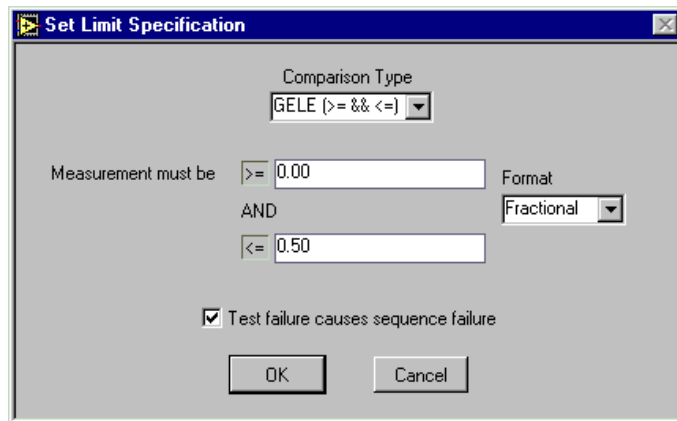 Set Limit Specification
Comparison Type
GELE (>= && <=)
Measurement must be >= 0.00
Format
Fractional
AND
<= 0.50
Test failure causes sequence failure
OK Cancel